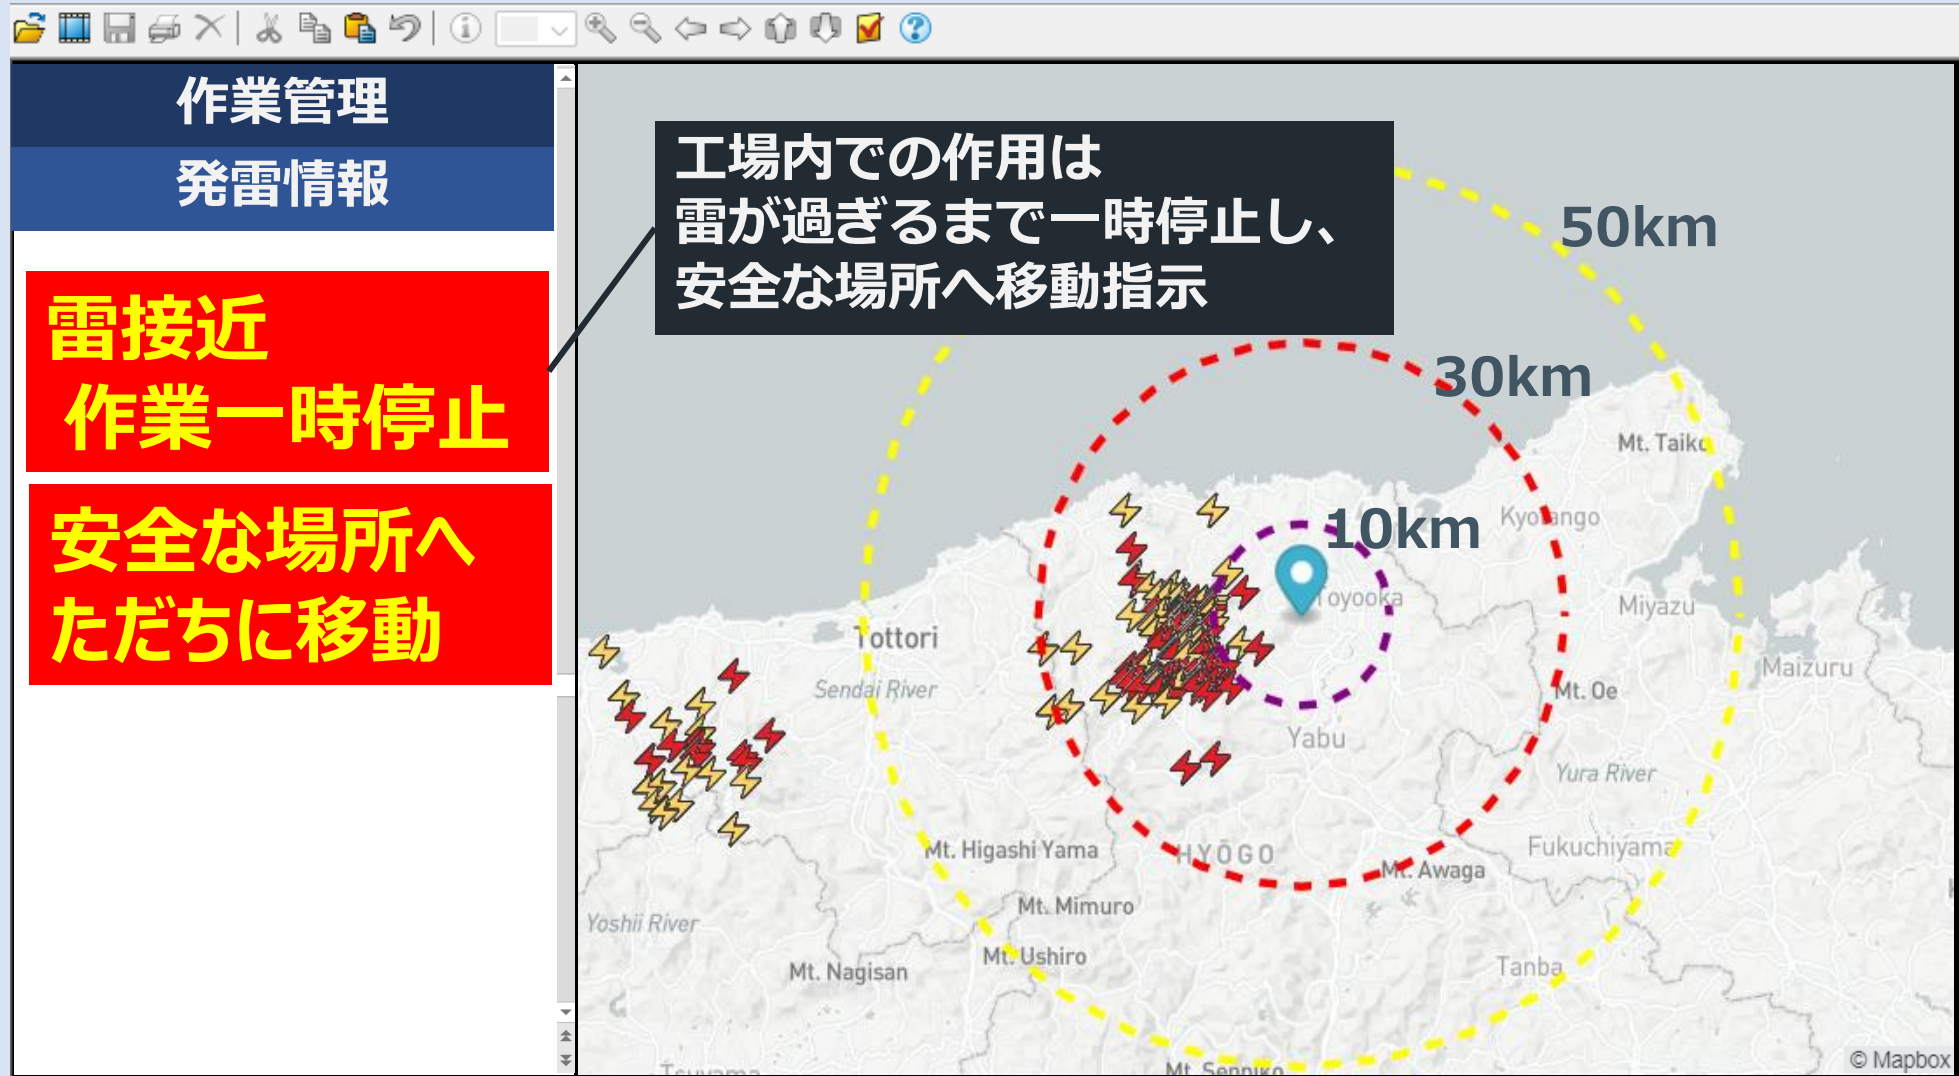 作業管理
発雷情報
雷接近
作業一時停止
安全な場所へ
ただちに移動
工場内での作用は
雷が過ぎるまで一時停止し、
安全な場所へ移動指示
50km
30km
10km
Mt. Taiko
Kyotango
Toyooka
Miyazu
Tottori
Maizuru
Sendai River
Mt. Oe
Yabu
Yura River
Mt. Higashi Yama
HYŌGO
Fukuchiyama
Mt. Awaga
Mt. Mimuro
Yoshii River
Mt. Ushiro
Mt. Nagisan
Tanba
© Mapbox